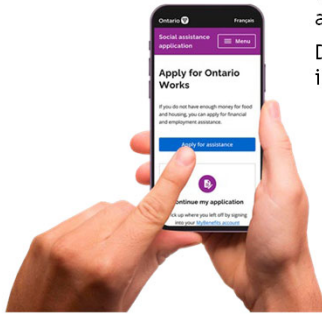 a
D
i
Ontario
Français
Social assistance
application
Menu
Apply for Ontario
Works
If you do not have enough money for food
and housing, you can apply for financial
and employment assistance.
Apply for assistance
Continue my application
Pick up where you left off by signing
into your MyBenefits account